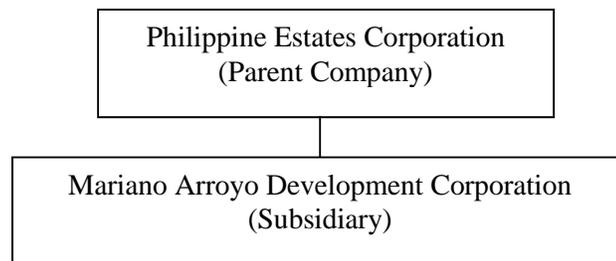 Philippine Estates Corporation
(Parent Company)
Mariano Arroyo Development Corporation
(Subsidiary)